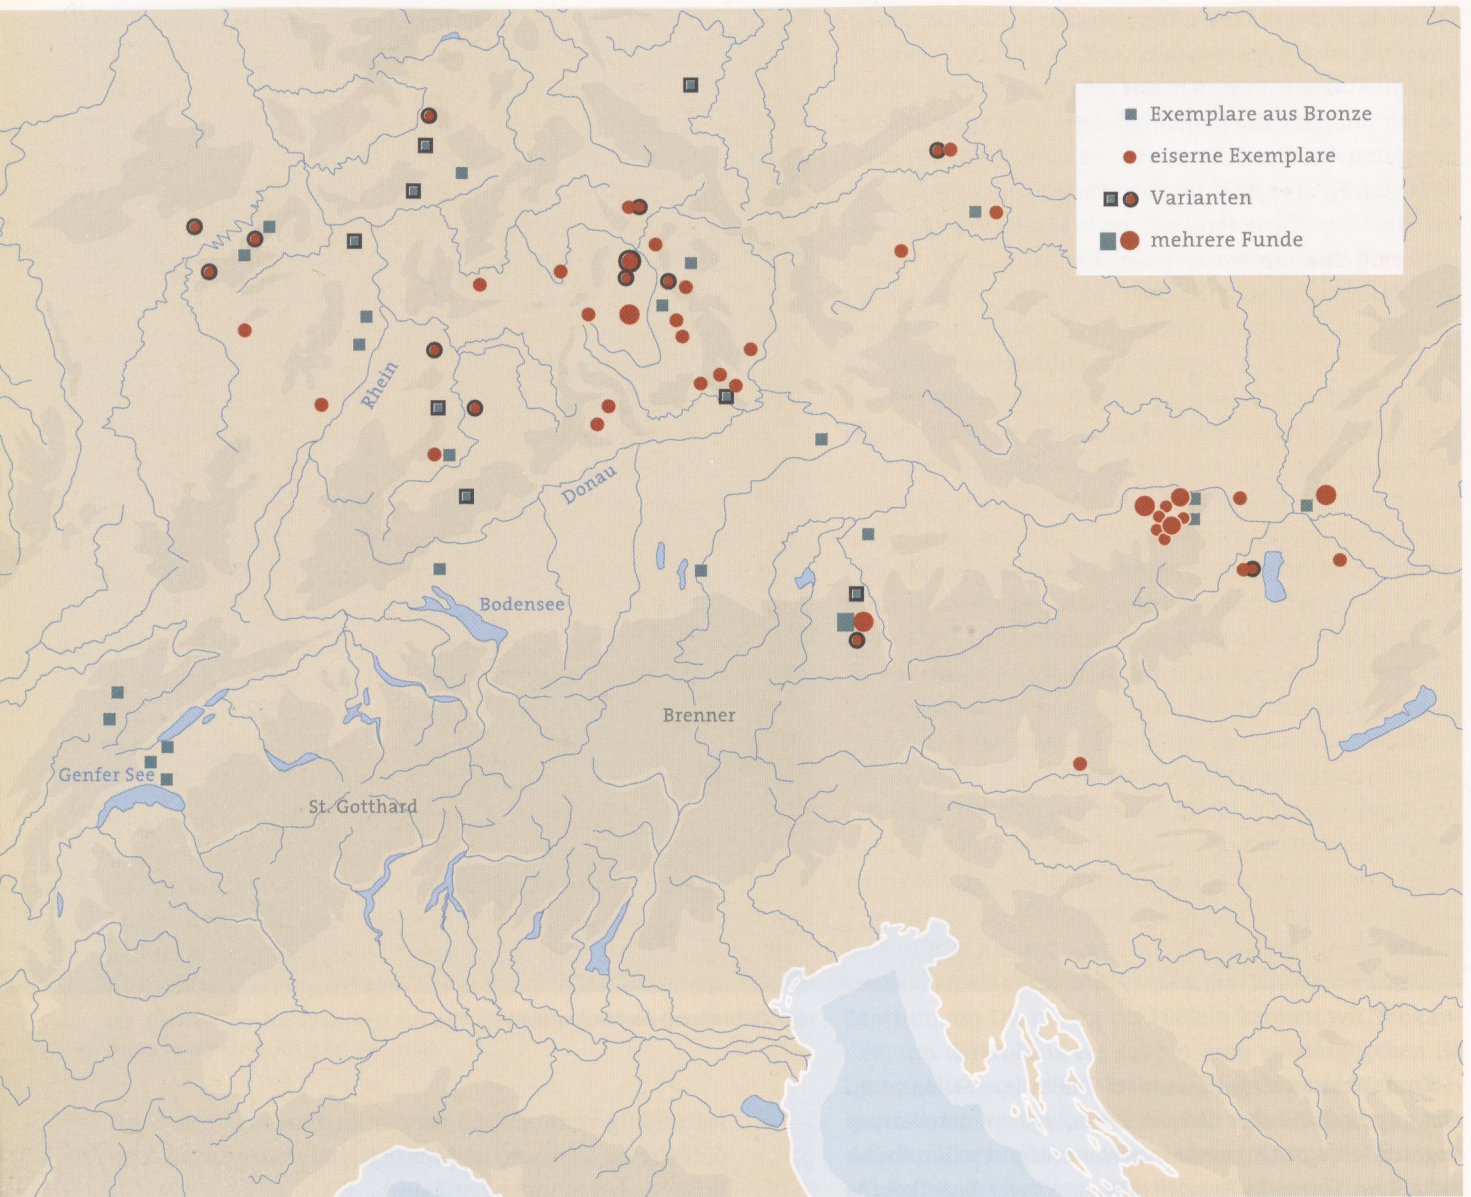 Exemplare aus Bronze
eiserne Exemplare
Varianten
mehrere Funde
Rhein
Donau
Bodensee
Brenner
Genfer See
St. Gotthard